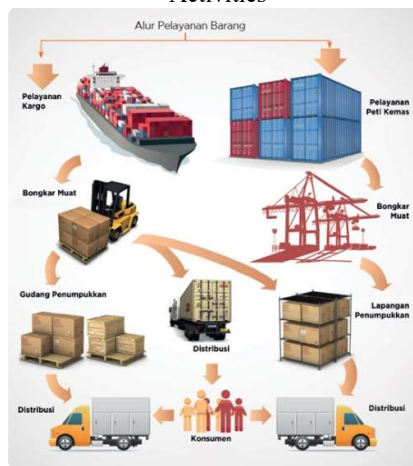 Activities
Alur Pelayanan Barang
Pelayanan
Kargo
Pelayanan
Peti Kemas
Bongkar Muat
Bongkar
Muat
Gudang Penumpukkan
Distribusi
Lapangan
Penumpukkan
Distribusi
Konsumen
Distribusi